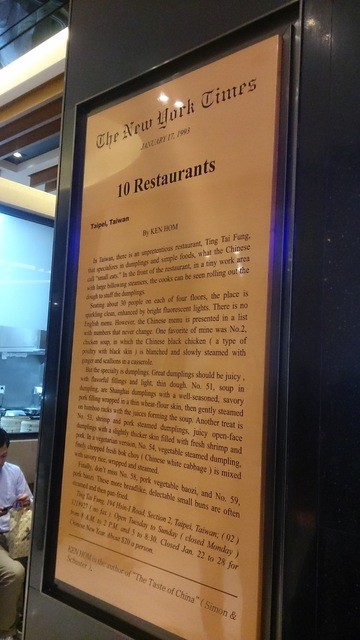 The New York Times
JANUARY 17, 1993
10 Restaurants
Taipei, Taiwan
By KEN HOM
In Taiwan, there is an unpretentious restaurant, Ting Tai Fung,
that specializes in dumplings and simple foods, what the Chinese
call "small eats." In the front of the restaurant, in a tiny work area
with large following steamers, the cooks can be seen rolling out the
dough to stuff the dumplings.
Seating about 30 people on each of four floors, the place is
sparkling clean, enhanced by bright fluorescent lights. There is no
English menu. However, the Chinese menu is presented in a list
with numbers that never change. One favorite of mine was No.2,
chicken soup, in which the Chinese black chicken ( a type of
poultry with black skin ) is blanched and slowly steamed with
ginger and scallions in a casserole.
But the specialty is dumplings. Great dumplings should be juicy ,
with flavorful fillings and light, thin dough. No. 51, soup in
dumpling, are Shanghai dumplings with a well-seasoned, savory
pork filling wrapped in a thin wheat-flour skin, then gently steamed
on bamboo racks with the juices forming the soup. Another treat is
No. 53, shrimp and pork steamed dumplings, juicy open-face
dumplings with a slightly thicker skin filled with fresh shrimp and
pork. In a vegetarian version, No. 54, vegetable steamed dumpling,
finely chopped fresh bok choy ( Chinese white cabbage ) is mixed
with savory rice, wrapped and steamed.
Finally, don't miss No. 58, pork vegetable buns, and No. 59,
pork buns. These more breadlike, delectable small buns are often
steamed and then pan-fried.
Ting Tai Fung, 194 Hsin-I Road, Section 2, Taipei, Taiwan; ( 02 )
( no fax ). Open Tuesday to Sunday ( closed Monday )
from 9 A.M. to 2 P.M. and 5 to 8:30. Closed Jan. 22 to 28 for
Chinese New Year. About $20 a person.
KEN HOM is the author of "The Taste of China" ( Simon &
Schuster ).